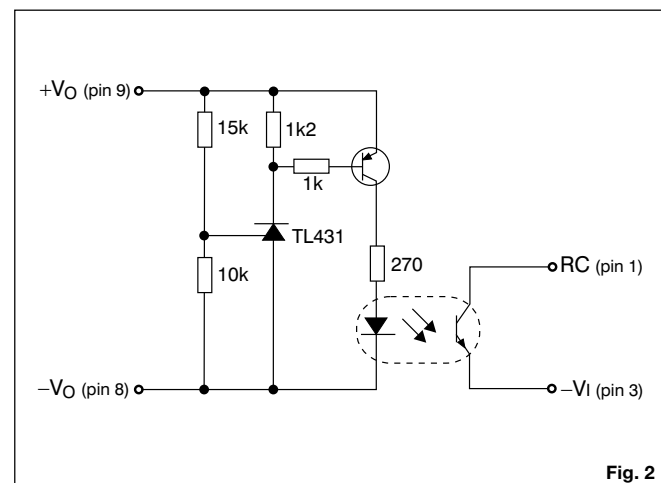 +VO (pin 9)
15k
1k2
1k
TL431
10k
270
RC (pin 1)
−VO (pin 8)
−VI (pin 3)
Fig. 2